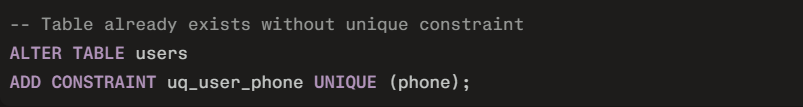 -- Table already exists without unique constraint
ALTER TABLE users
ADD CONSTRAINT uq_user_phone UNIQUE (phone);